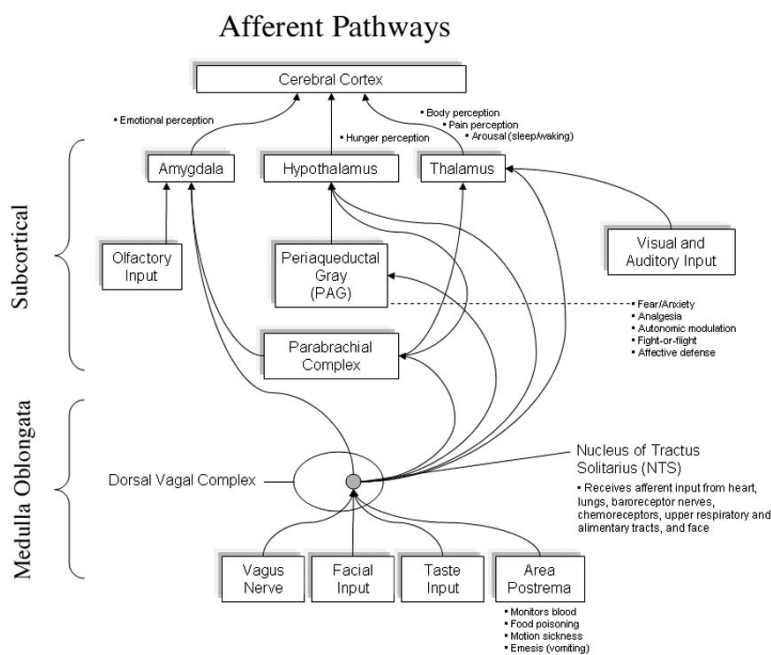 Afferent Pathways
Cerebral Cortex
▪ Emotional perception
▪ Hunger perception
▪ Body perception
▪ Pain perception
▪ Arousal (sleep/waking)
Subcortical
Amygdala
Hypothalamus
Thalamus
Olfactory
Input
Periaqueductal
Gray
(PAG)
Visual and
Auditory Input
▪ Fear/Anxiety
▪ Analgesia
▪ Autonomic modulation
▪ Fight-or-flight
▪ Affective defense
Parabrachial
Complex
Medulla Oblongata
Dorsal Vagal Complex
Nucleus of Tractus
Solitarius (NTS)
▪ Receives afferent input from heart,
lungs, baroreceptor nerves,
chemoreceptors, upper respiratory and
alimentary tracts, and face
Vagus
Nerve
Facial
Input
Taste
Input
Area
Postrema
▪ Monitors blood
▪ Food poisoning
▪ Motion sickness
▪ Emesis (vomiting)